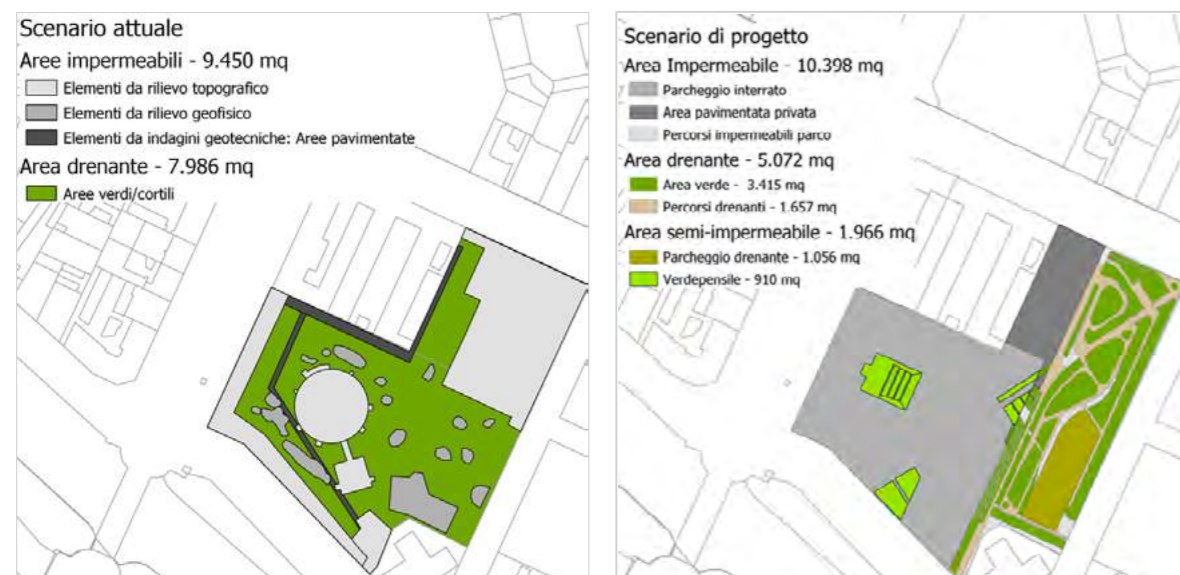 Scenario attuale
Aree impermeabili - 9.450 mq
Elementi da rilievo topografico
Elementi da rilievo geofisico
Elementi da indagini geotecniche: Aree pavimentate
Area drenante - 7.986 mq
Aree verdi/cortili
Scenario di progetto
Area Impermeabile - 10.398 mq
Parcheggio interrato
Area pavimentata privata
Percorsi impermeabili parco
Area drenante - 5.072 mq
Area verde - 3.415 mq
Percorsi drenanti - 1.657 mq
Area semi-impermeabile - 1.966 mq
Parcheggio drenante - 1.056 mq
Verdepensile - 910 mq